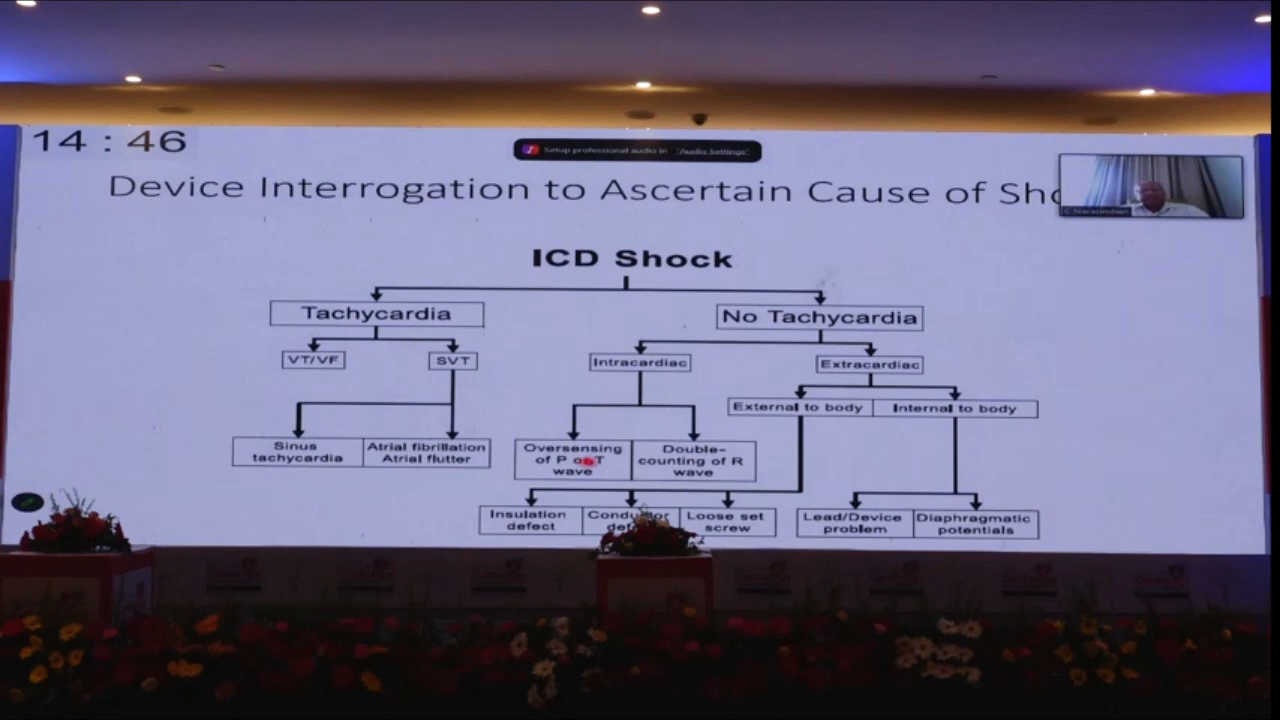 14 : 46
Setup professional audio in 'Audio Settings'
Device Interrogation to Ascertain Cause of Sho
C Narasimhan
ICD Shock
Tachycardia
No Tachycardia
VT/VF
SVT
Intracardiac
Extracardiac
External to body
Internal to body
Sinus
tachycardia
Atrial fibrillation
Atrial flutter
Oversensing
of P or T
wave
Double-
counting of R
wave
Insulation
defect
Conductor
Loose set
screw
Lead/Device
problem
Diaphragmatic
potentials